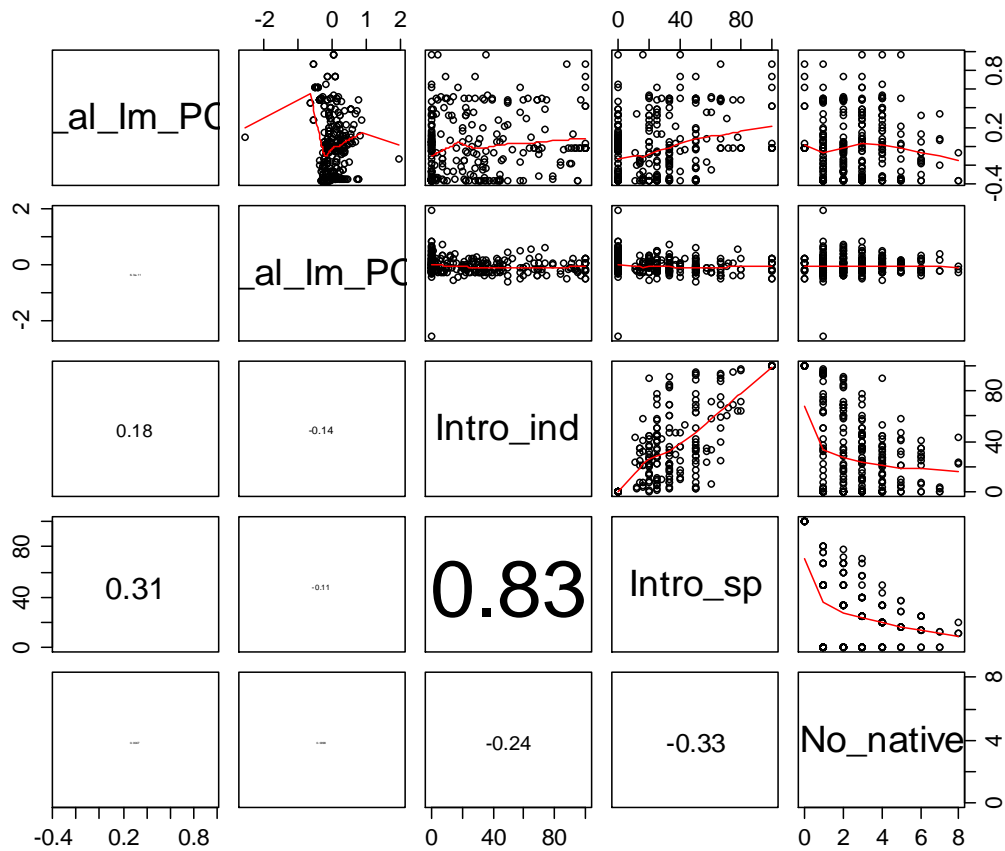 -2 0 1 2 0 40 80
_al_Im_PC
-0.4 0.2 0.8
-2 0 2
_al_Im_PC
0.18 -0.14 Intro_ind
0 40 80
0 40 80
0.31 -0.11 0.83 Intro_sp
-0.24 -0.33 No_native
0 4 8
-0.4 0.2 0.8 0 40 80 0 2 4 6 8